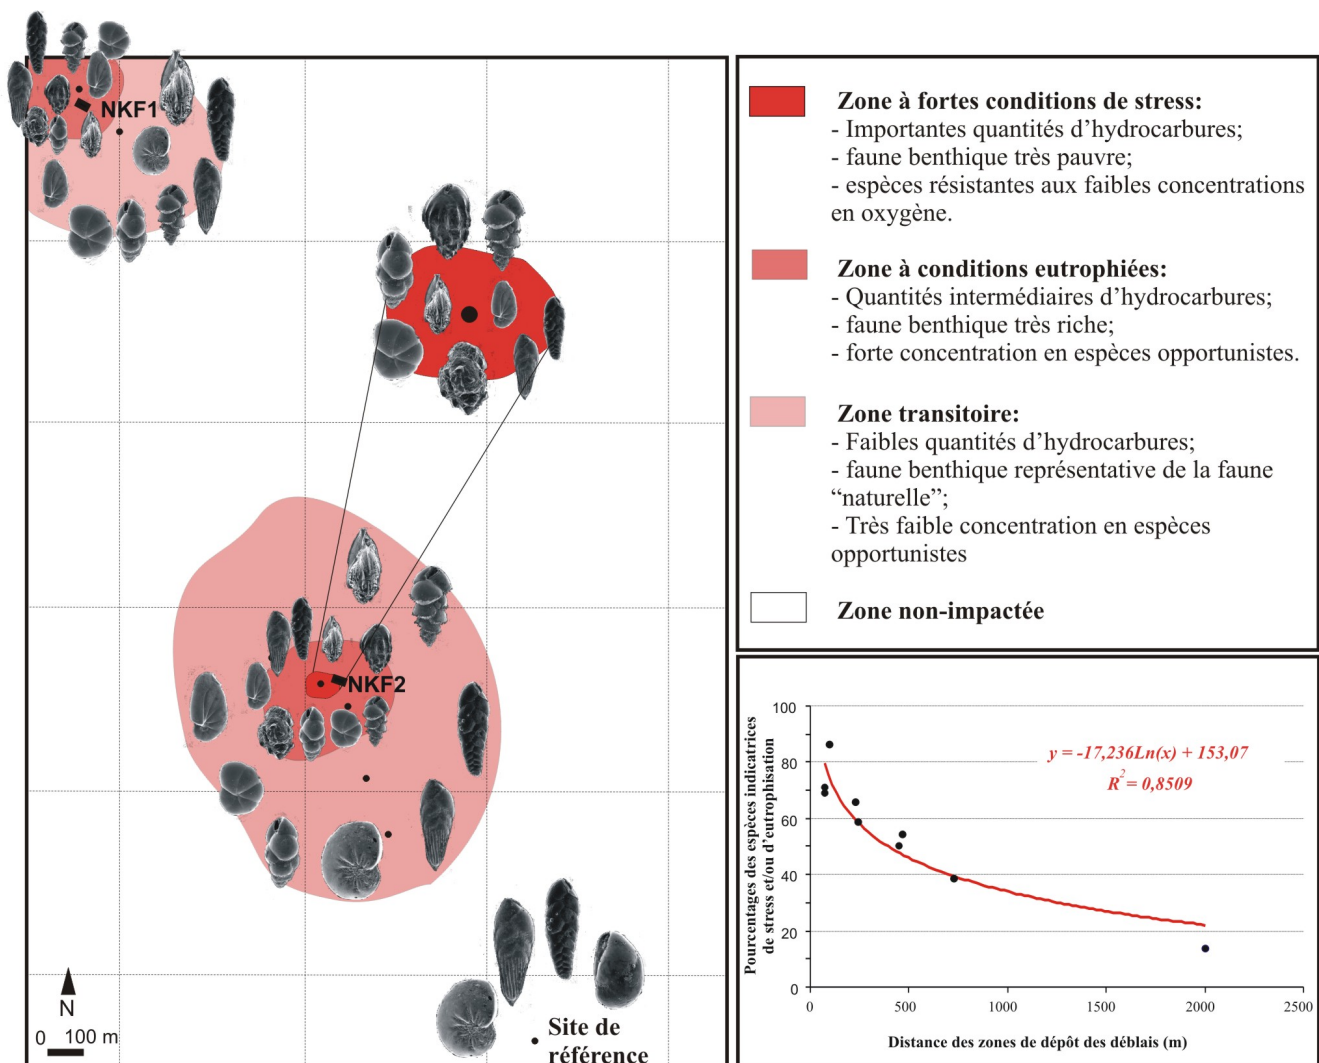 NKF1
NKF2
N
0 100 m
Site de
référence
Zone à fortes conditions de stress:
- Importantes quantités d’hydrocarbures;
- faune benthique très pauvre;
- espèces résistantes aux faibles concentrations
en oxygène.
Zone à conditions eutrophiées:
- Quantités intermédiaires d’hydrocarbures;
- faune benthique très riche;
- forte concentration en espèces opportunistes.
Zone transitoire:
- Faibles quantités d’hydrocarbures;
- faune benthique représentative de la faune
“naturelle”;
- Très faible concentration en espèces
opportunistes
Zone non-impactée
Pourcentages des espèces indicatrices
de stress et/ou d’eutrophisation
100
80
60
40
20
0
y = -17,236Ln(x) + 153,07
R² = 0,8509
0 500 1000 1500 2000 2500
Distance des zones de dépôt des déblais (m)